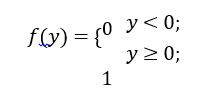 f(y) = {0 y < 0;
y ≥ 0;
1